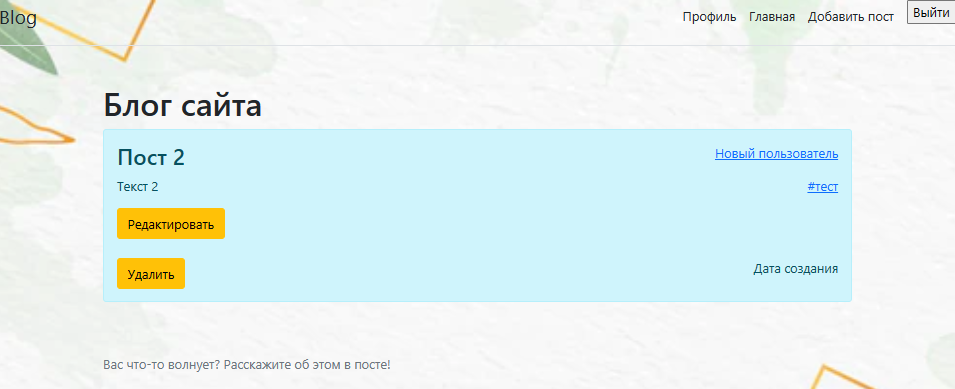 Blog
Профиль Главная Добавить пост Выйти
Блог сайта
Пост 2 Новый пользователь
Текст 2 #тест
Редактировать
Удалить Дата создания
Вас что-то волнует? Расскажите об этом в посте!